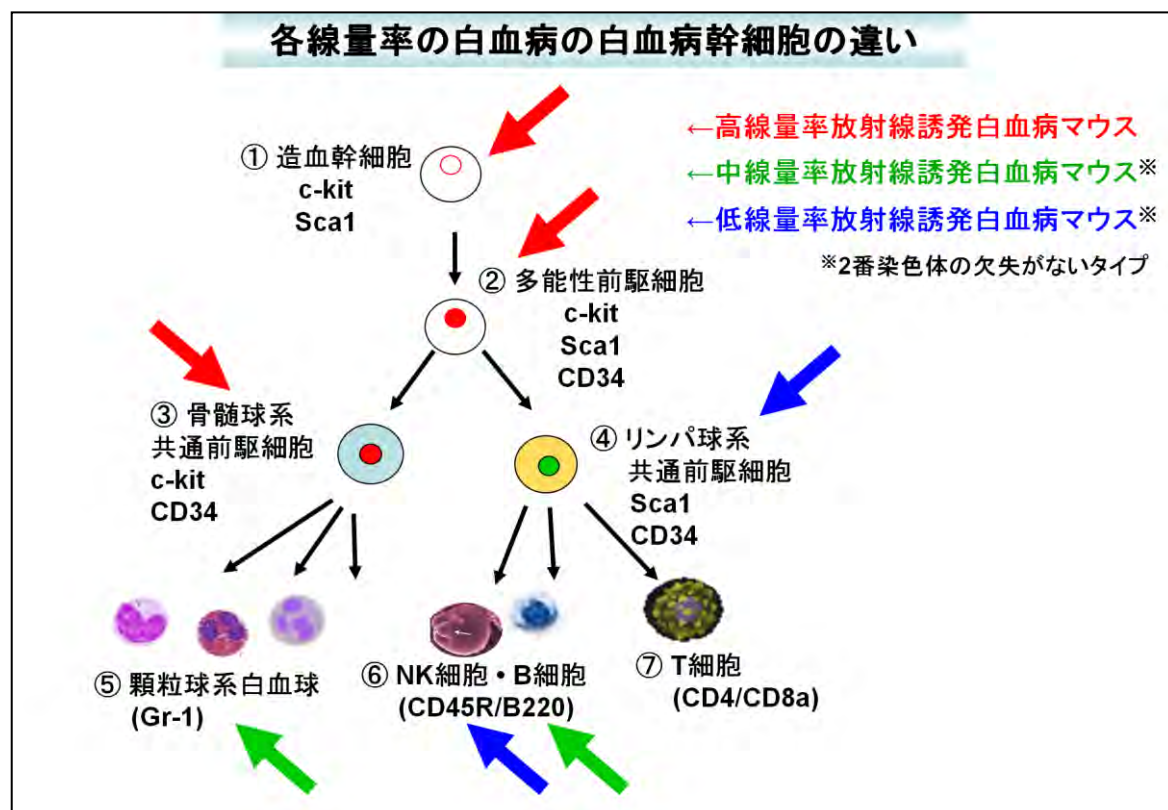 各線量率の白血病の白血病幹細胞の違い
←高線量率放射線誘発白血病マウス
←中線量率放射線誘発白血病マウス※
←低線量率放射線誘発白血病マウス※
※2番染色体の欠失がないタイプ
① 造血幹細胞
c-kit
Sca1
② 多能性前駆細胞
c-kit
Sca1
CD34
③ 骨髄球系
共通前駆細胞
c-kit
CD34
④ リンパ球系
共通前駆細胞
Sca1
CD34
⑤ 顆粒球系白血球
(Gr-1)
⑥ NK細胞・B細胞
(CD45R/B220)
⑦ T細胞
(CD4/CD8a)